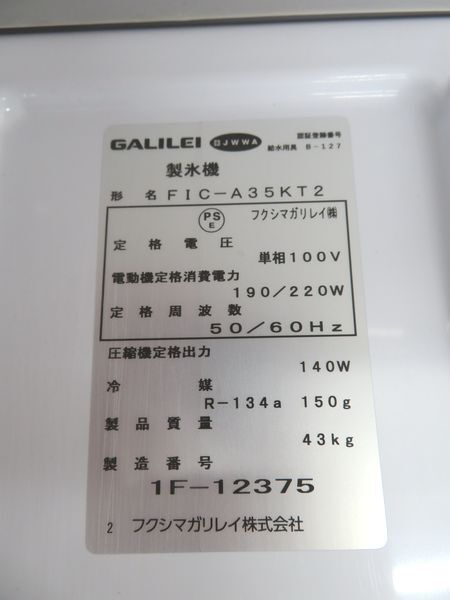 GALILEI JWWA 認証登録番号
給水用具 B-127
製氷機
形名 FIC-A35KT2
PS E フクシマガリレイ㈱
定格電圧
単相100V
電動機定格消費電力
190/220W
定格周波数
50/60Hz
圧縮機定格出力
140W
冷媒
R-134a 150g
製品質量
43kg
製造番号
1F-12375
2 フクシマガリレイ株式会社